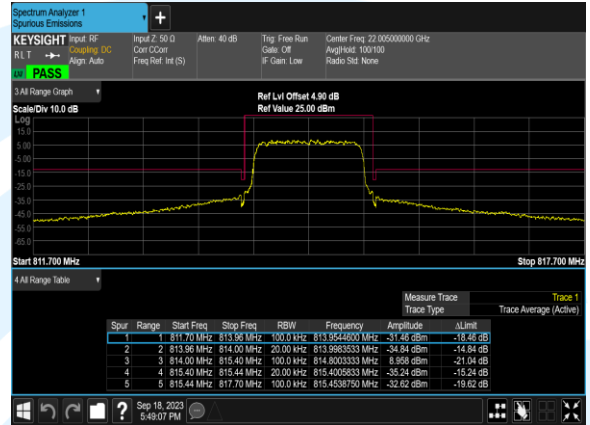 Spectrum Analyzer 1
Spurious Emissions
+
KEYSIGHT Input: RF Input Z: 50 Ω Atten: 40 dB Trig: Free Run Center Freq: 22.005000000 GHz
RLT Coupling: DC Corr CCorr Gate: Off Avg|Hold: 100/100
Align: Auto Freq Ref: Int (S) IF Gain: Low Radio Std: None
PASS
3 All Range Graph
Ref Lvl Offset 4.90 dB
Scale/Div 10.0 dB Ref Value 25.00 dBm
Log
15.0
5.00
-5.00
-15.0
-25.0
-35.0
-45.0
-55.0
-65.0
Start 811.700 MHz Stop 817.700 MHz
4 All Range Table
Measure Trace Trace 1
Trace Type Trace Average (Active)
Spur Range Start Freq Stop Freq RBW Frequency Amplitude ΔLimit
1 1 811.70 MHz 813.96 MHz 100.0 kHz 813.9544600 MHz -31.46 dBm -18.46 dB
2 2 813.96 MHz 814.00 MHz 20.00 kHz 813.9983533 MHz -34.84 dBm -14.84 dB
3 3 814.00 MHz 815.40 MHz 100.0 kHz 814.8003333 MHz 8.958 dBm -21.04 dB
4 4 815.40 MHz 815.44 MHz 20.00 kHz 815.4005833 MHz -35.24 dBm -15.24 dB
5 5 815.44 MHz 817.70 MHz 100.0 kHz 815.4538750 MHz -32.62 dBm -19.62 dB
?
Sep 18, 2023
5:49:07 PM